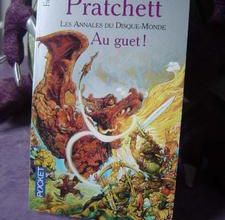 Pratchett
LES ANNALES DU DISQUE-MONDE
Au guet !
POCKET